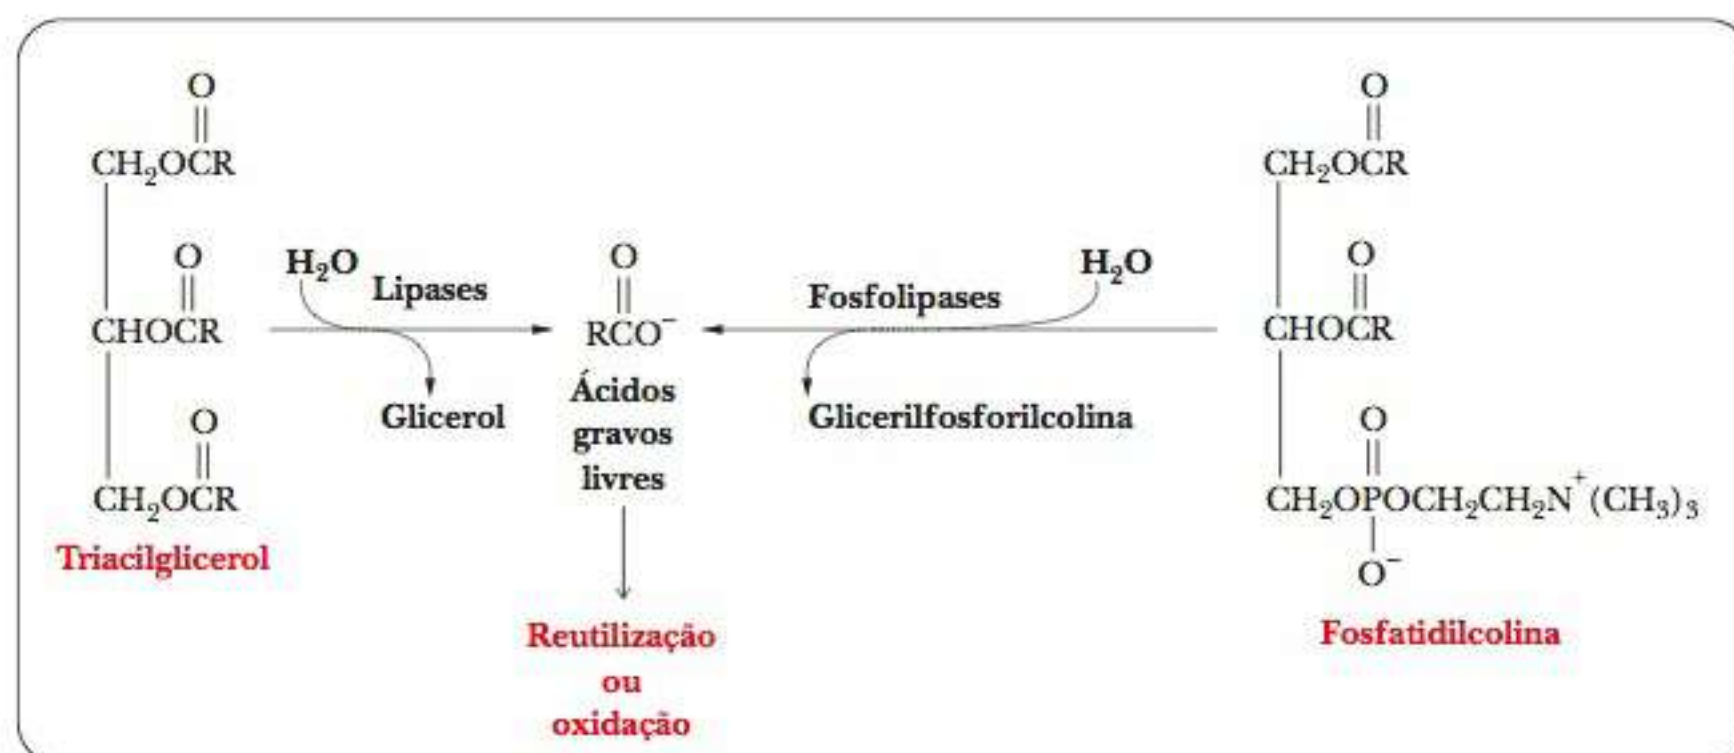 O
CH₂OCR
O
CHOCR
O
CH₂OCR
Triacilglicerol
H₂O
Lipases
Glicerol
O
RCO⁻
Ácidos
gravos
livres
Reutilização
ou
oxidação
H₂O
Fosfolipases
Glicerilfosforilcolina
O
CH₂OCR
O
CHOCR
O
CH₂OPOCH₂CH₂N⁺(CH₃)₃
O⁻
Fosfatidilcolina